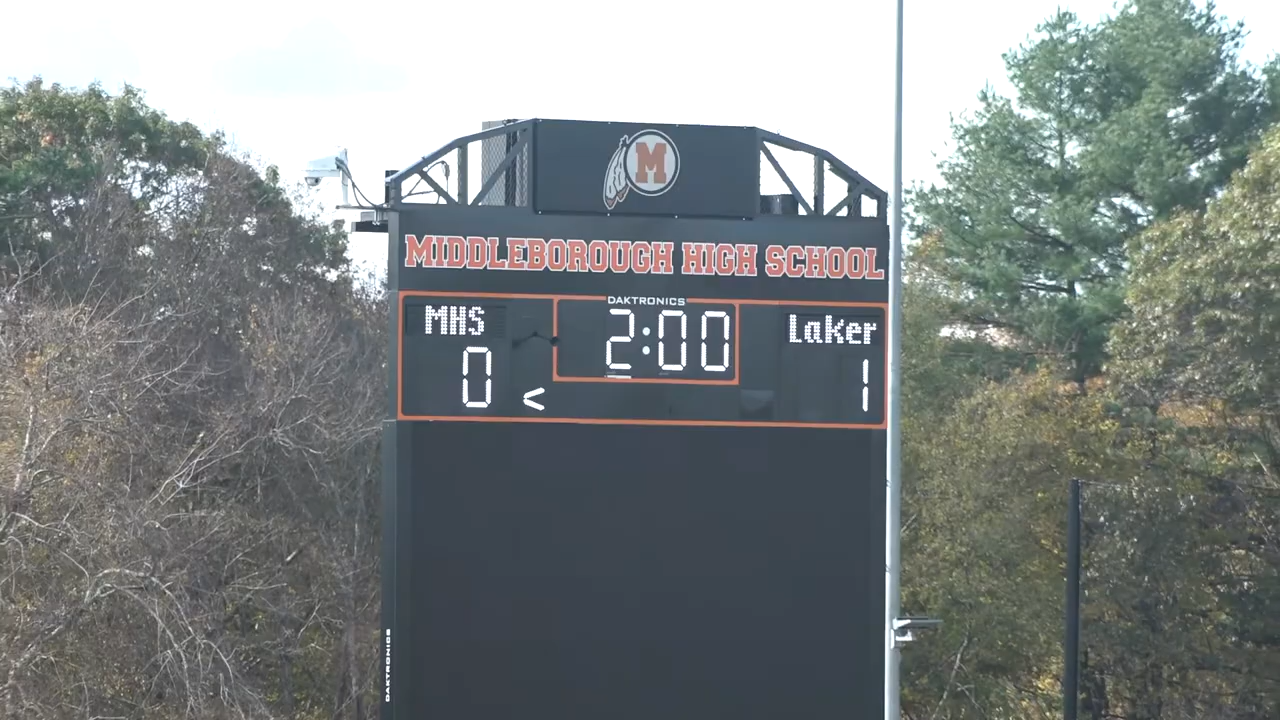 M
MIDDLEBOROUGH HIGH SCHOOL
DAKTRONICS
MHS 2:00 Laker
0 < 1
DAKTRONICS